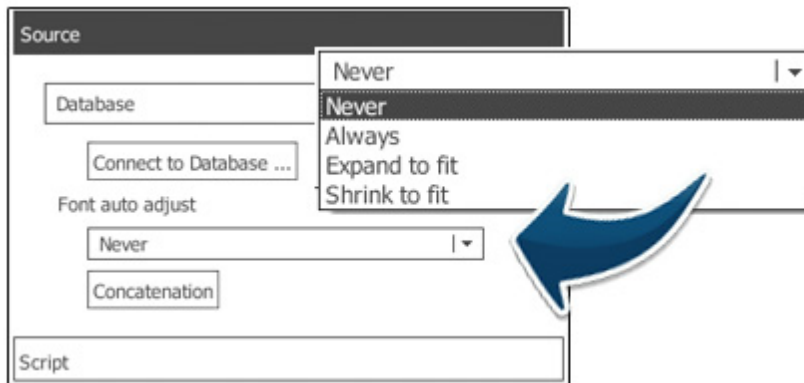 Source
Never
Never
Always
Expand to fit
Shrink to fit
Database
Connect to Database ...
Font auto adjust
Never
Concatenation
Script